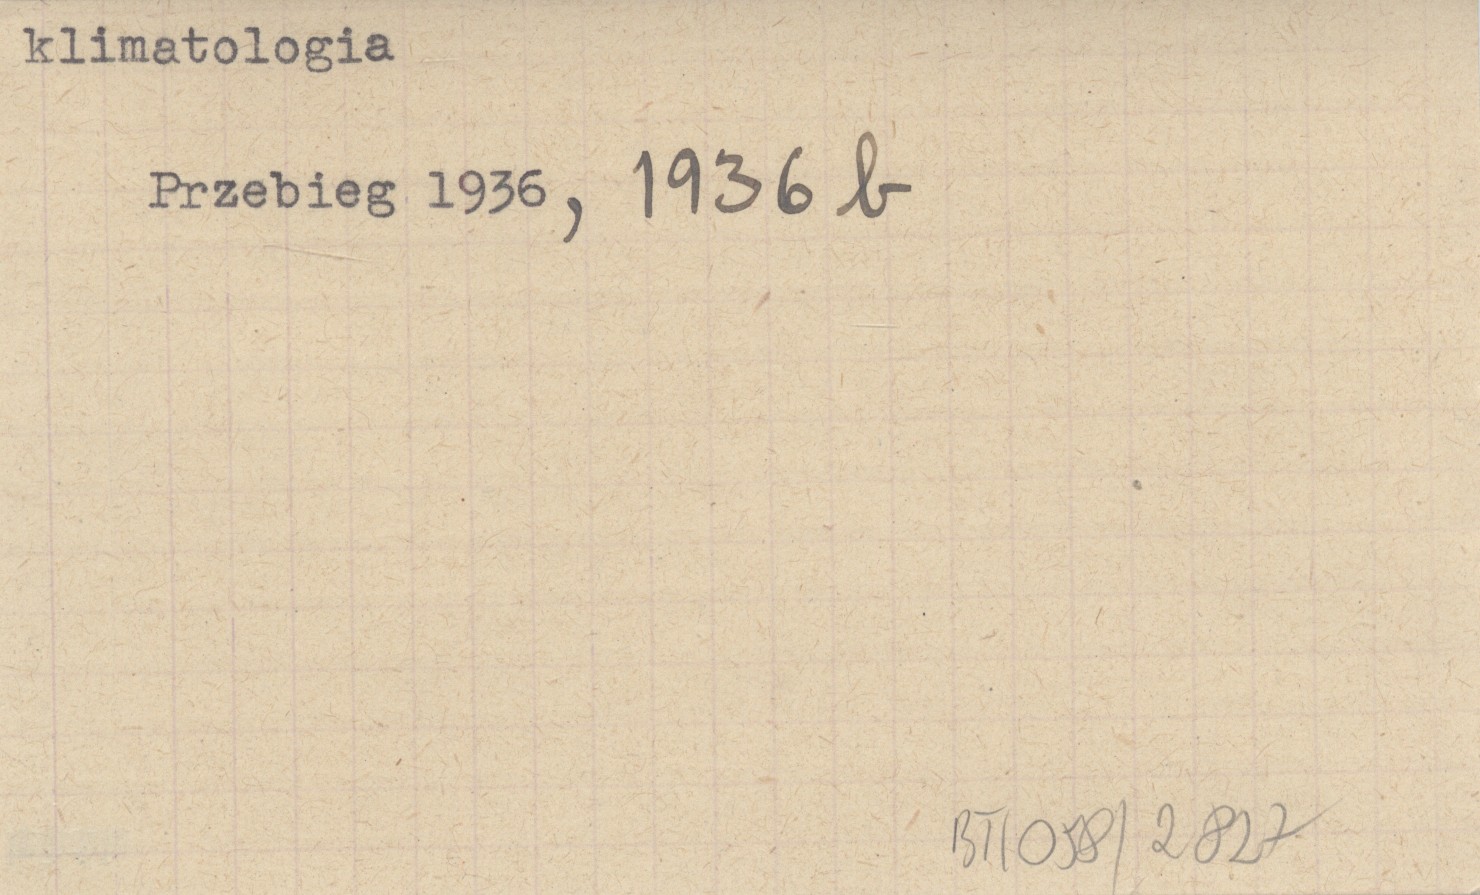 klimatologia
Przebieg 1936, 1936 b
BT/058/2827